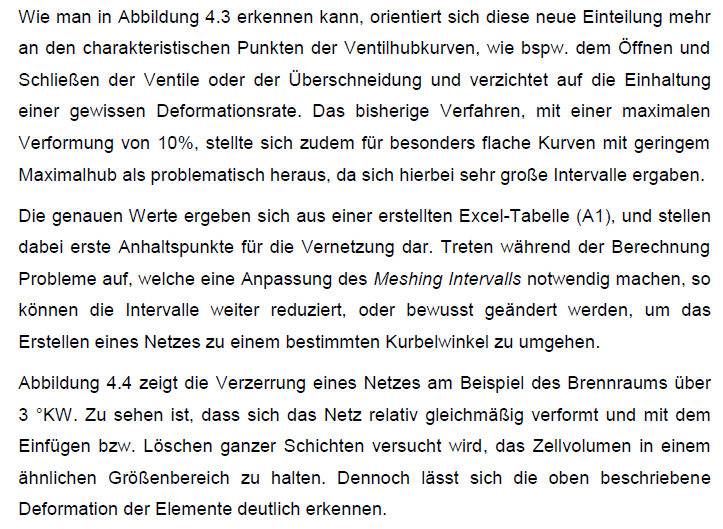 Wie man in Abbildung 4.3 erkennen kann, orientiert sich diese neue Einteilung mehr
an den charakteristischen Punkten der Ventilhubkurven, wie bspw. dem Öffnen und
Schließen der Ventile oder der Überschneidung und verzichtet auf die Einhaltung
einer gewissen Deformationsrate. Das bisherige Verfahren, mit einer maximalen
Verformung von 10%, stellte sich zudem für besonders flache Kurven mit geringem
Maximalhub als problematisch heraus, da sich hierbei sehr große Intervalle ergaben.
Die genauen Werte ergeben sich aus einer erstellten Excel-Tabelle (A1), und stellen
dabei erste Anhaltspunkte für die Vernetzung dar. Treten während der Berechnung
Probleme auf, welche eine Anpassung des Meshing Intervalls notwendig machen, so
können die Intervalle weiter reduziert, oder bewusst geändert werden, um das
Erstellen eines Netzes zu einem bestimmten Kurbelwinkel zu umgehen.
Abbildung 4.4 zeigt die Verzerrung eines Netzes am Beispiel des Brennraums über
3 °KW. Zu sehen ist, dass sich das Netz relativ gleichmäßig verformt und mit dem
Einfügen bzw. Löschen ganzer Schichten versucht wird, das Zellvolumen in einem
ähnlichen Größenbereich zu halten. Dennoch lässt sich die oben beschriebene
Deformation der Elemente deutlich erkennen.